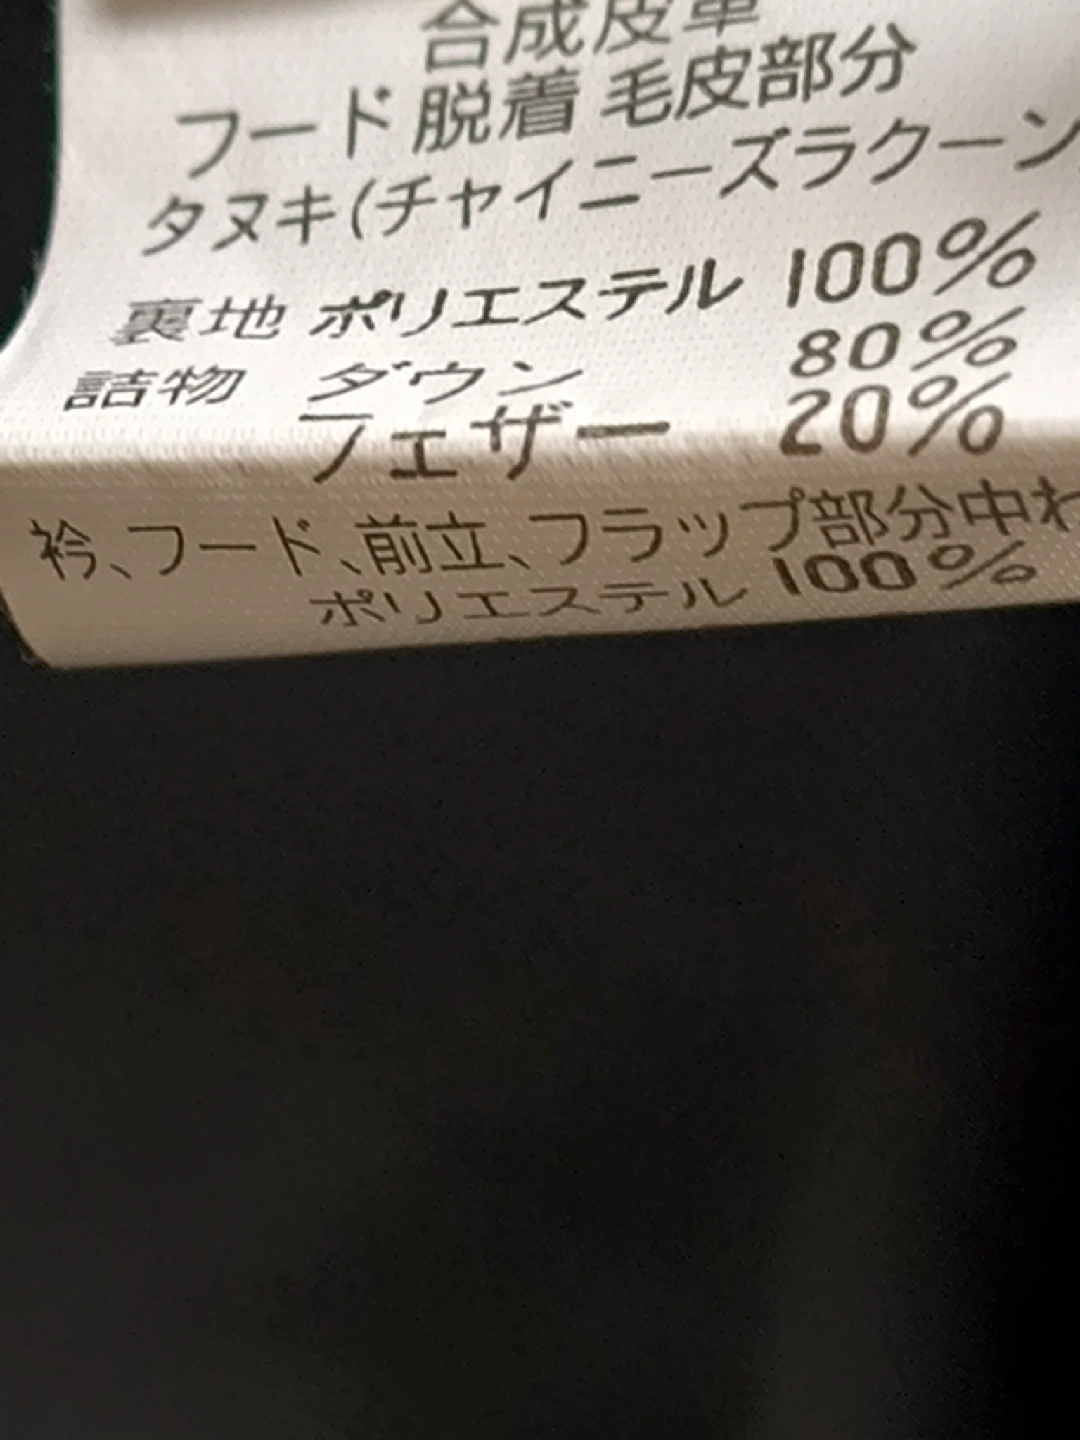 合成皮革
フード脱着 毛皮部分
タヌキ(チャイニーズラクーン
裏地 ポリエステル 100%
詰物 ダウン 80%
フェザー 20%
衿、フード、前立、フラップ部分中わ
ポリエステル 100%